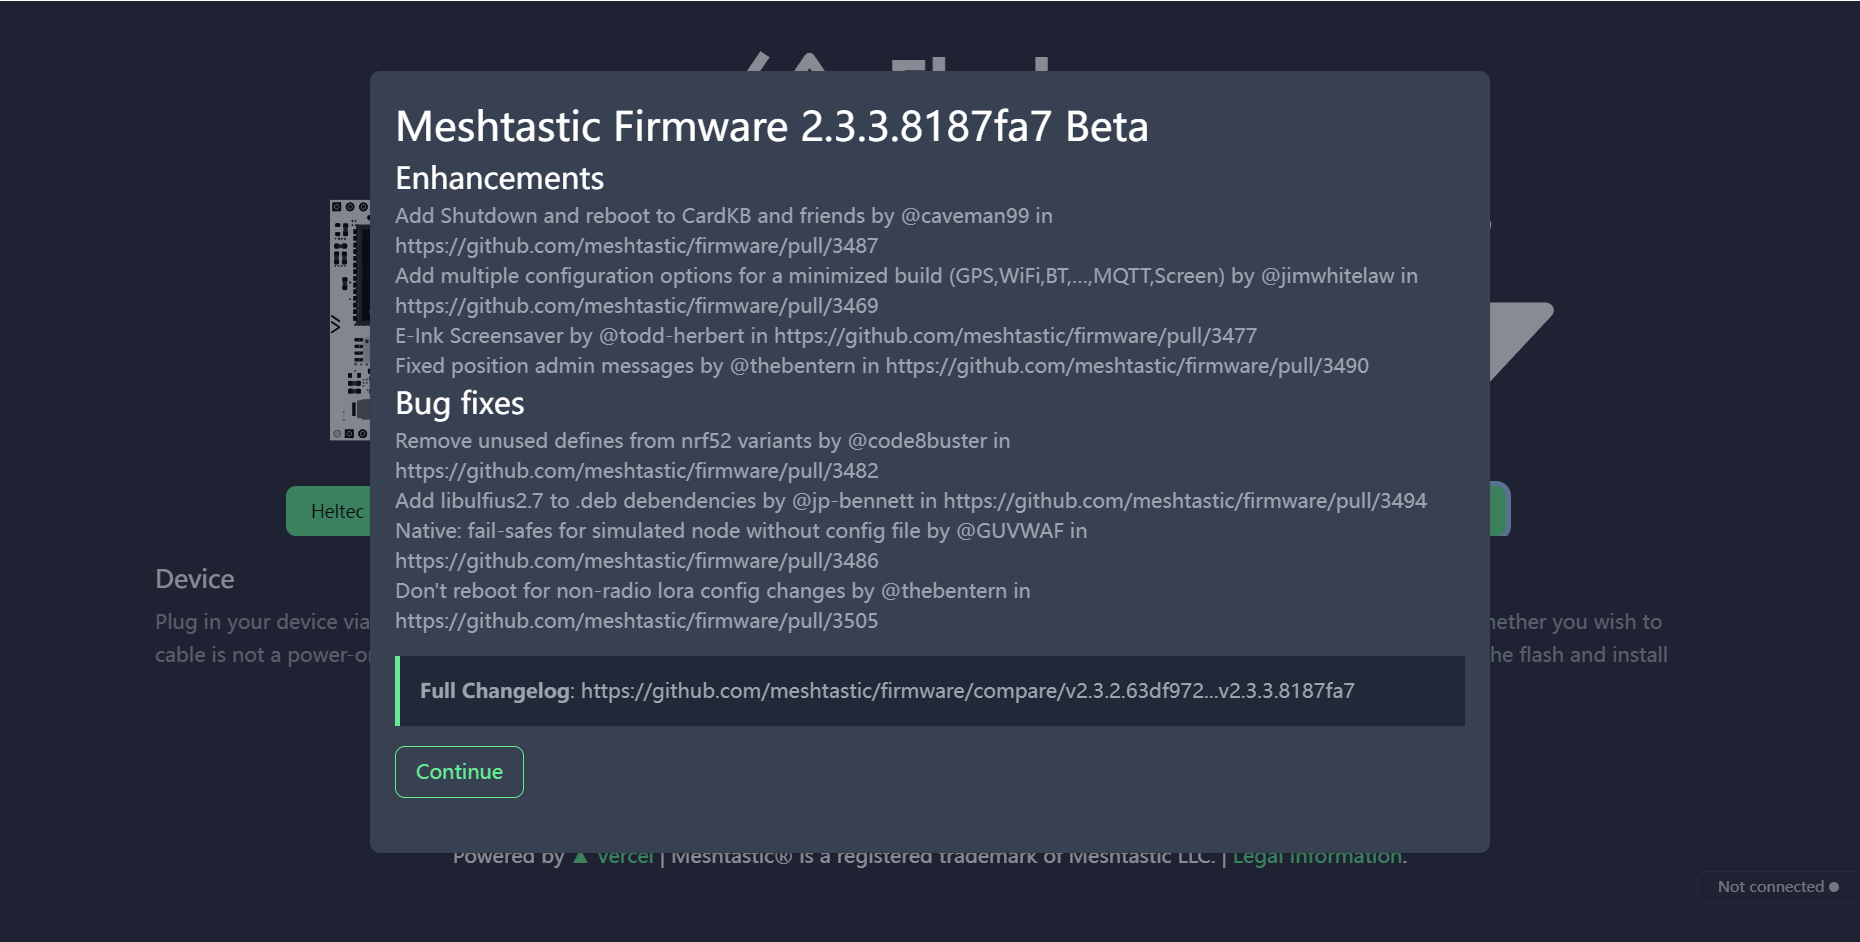 Meshtastic Firmware 2.3.3.8187fa7 Beta
Enhancements
Add Shutdown and reboot to CardKB and friends by @caveman99 in
https://github.com/meshtastic/firmware/pull/3487
Add multiple configuration options for a minimized build (GPS,WiFi,BT,...,MQTT,Screen) by @jimwhitelaw in
https://github.com/meshtastic/firmware/pull/3469
E-Ink Screensaver by @todd-herbert in https://github.com/meshtastic/firmware/pull/3477
Fixed position admin messages by @thebentern in https://github.com/meshtastic/firmware/pull/3490
Bug fixes
Remove unused defines from nrf52 variants by @code8buster in
https://github.com/meshtastic/firmware/pull/3482
Add libulfius2.7 to .deb debendencies by @jp-bennett in https://github.com/meshtastic/firmware/pull/3494
Native: fail-safes for simulated node without config file by @GUVWAF in
https://github.com/meshtastic/firmware/pull/3486
Don't reboot for non-radio lora config changes by @thebentern in
https://github.com/meshtastic/firmware/pull/3505
Full Changelog: https://github.com/meshtastic/firmware/compare/v2.3.2.63df972...v2.3.3.8187fa7
Continue
Heltec
Device
Plug in your device via
cable is not a
you wish to
the flash and install
Powered by ▲ Vercel | Meshtastic® is a registered trademark of Meshtastic LLC. | Legal Information.
Not connected